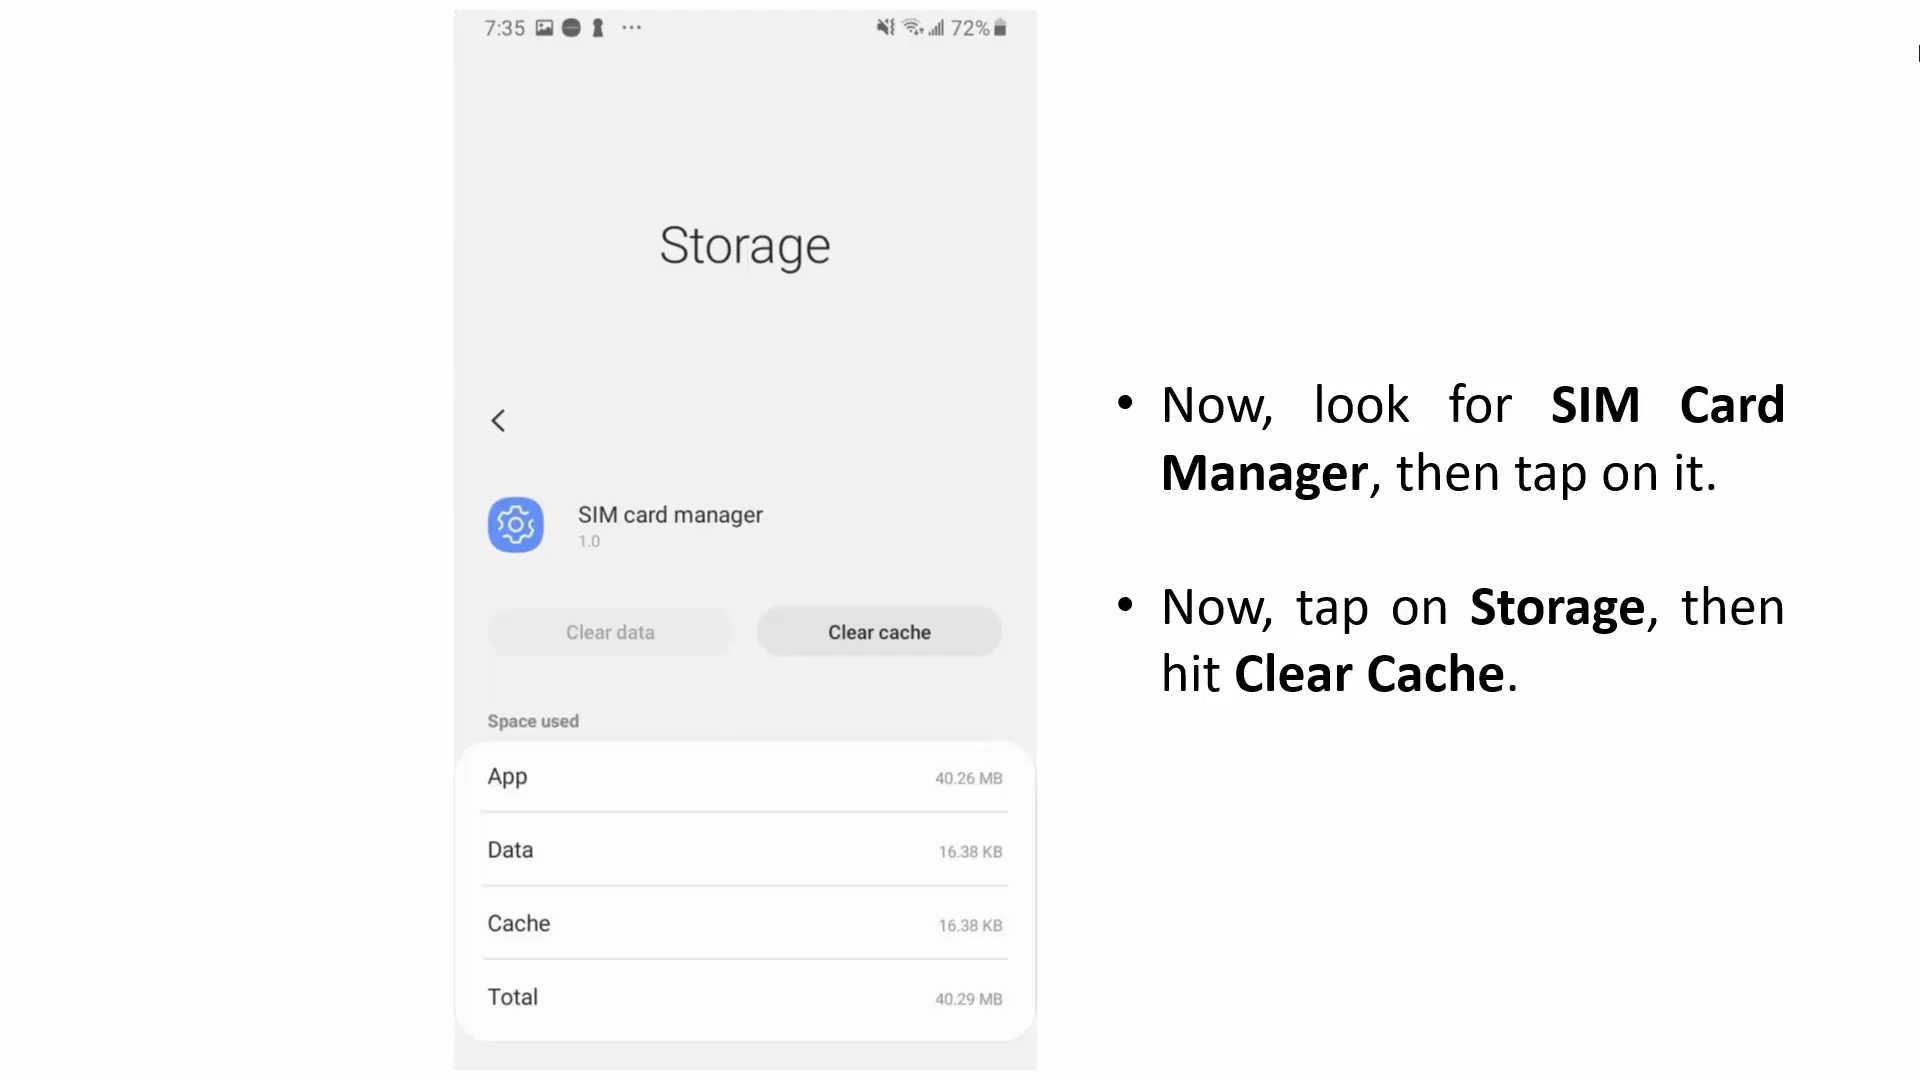 7:35 72%
Storage
SIM card manager
1.0
Clear data Clear cache
Space used
App 40.26 MB
Data 16.38 KB
Cache 16.38 KB
Total 40.29 MB
• Now, look for SIM Card
Manager, then tap on it.
• Now, tap on Storage, then
hit Clear Cache.